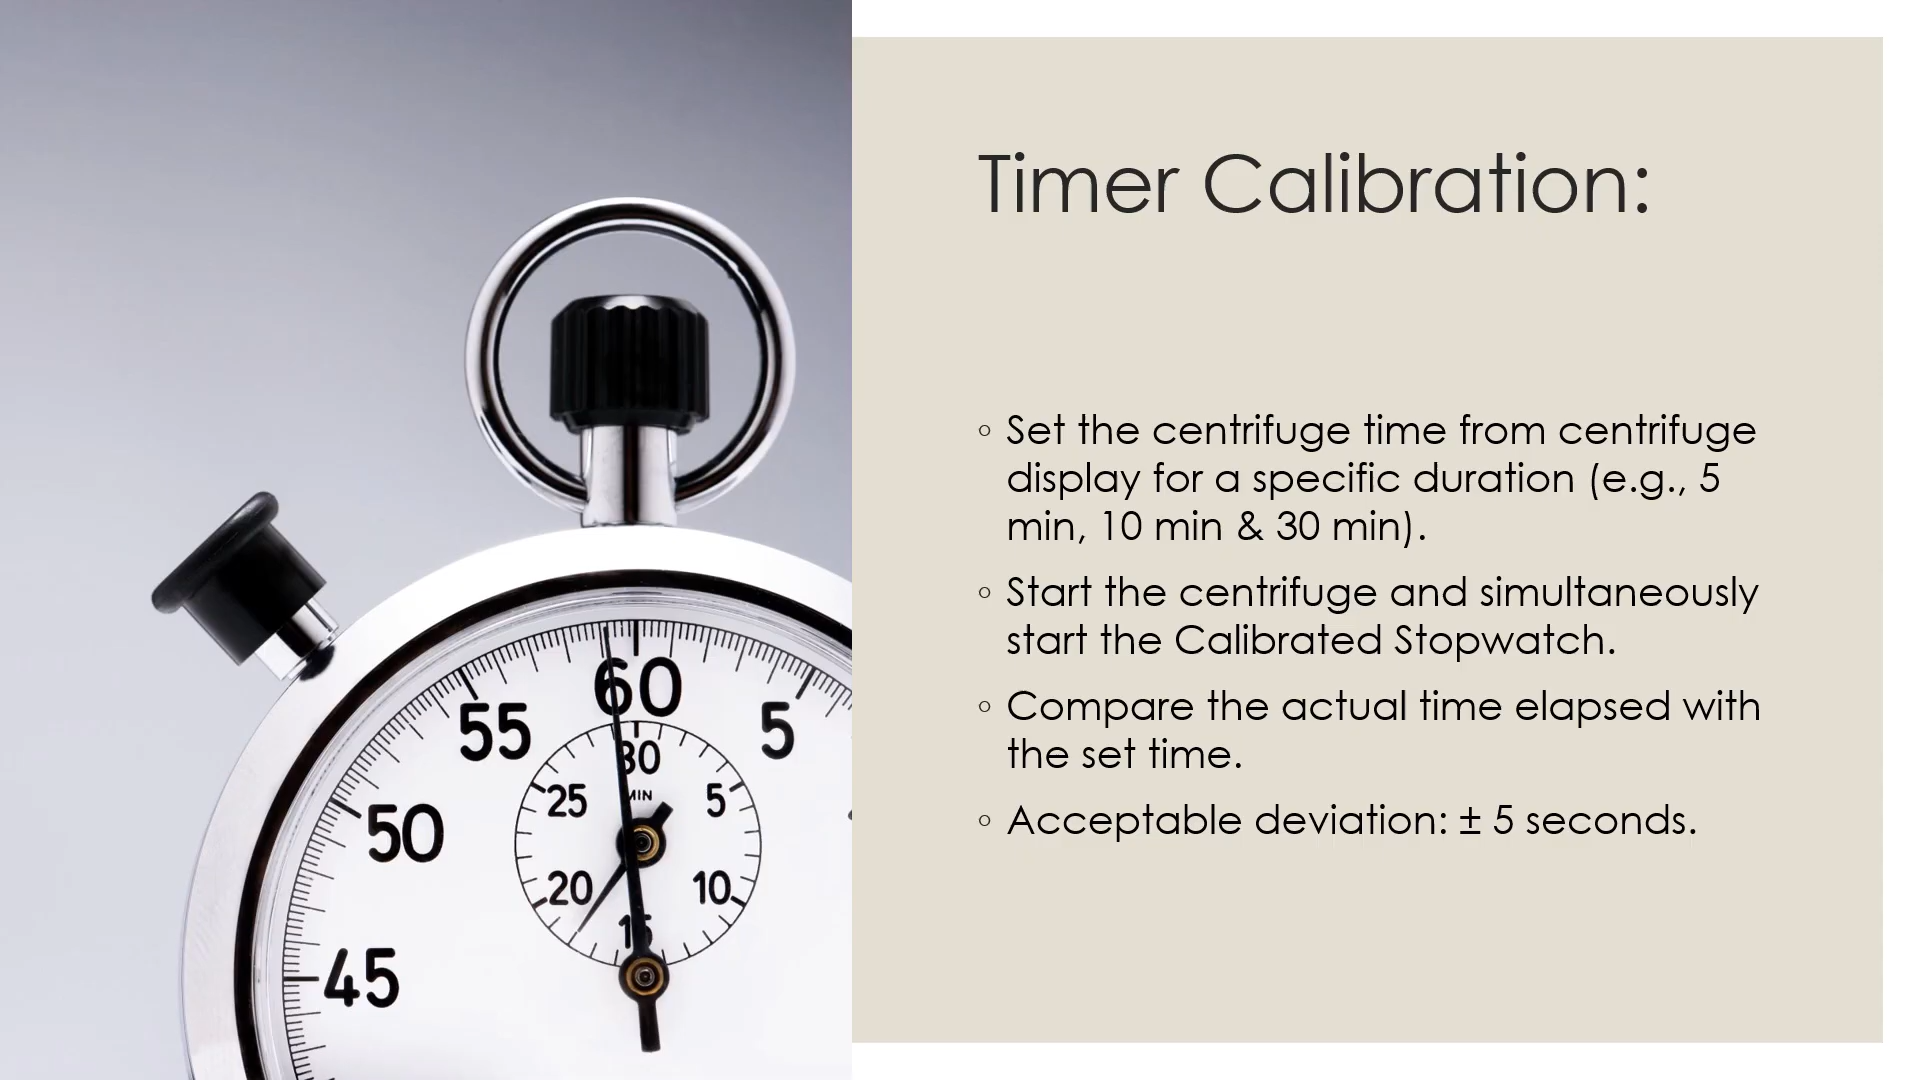 Timer Calibration:
◦ Set the centrifuge time from centrifuge
display for a specific duration (e.g., 5
min, 10 min & 30 min).
◦ Start the centrifuge and simultaneously
start the Calibrated Stopwatch.
◦ Compare the actual time elapsed with
the set time.
◦ Acceptable deviation: ± 5 seconds.
60
55
5
50
45
30
MIN
25
5
20
10
15